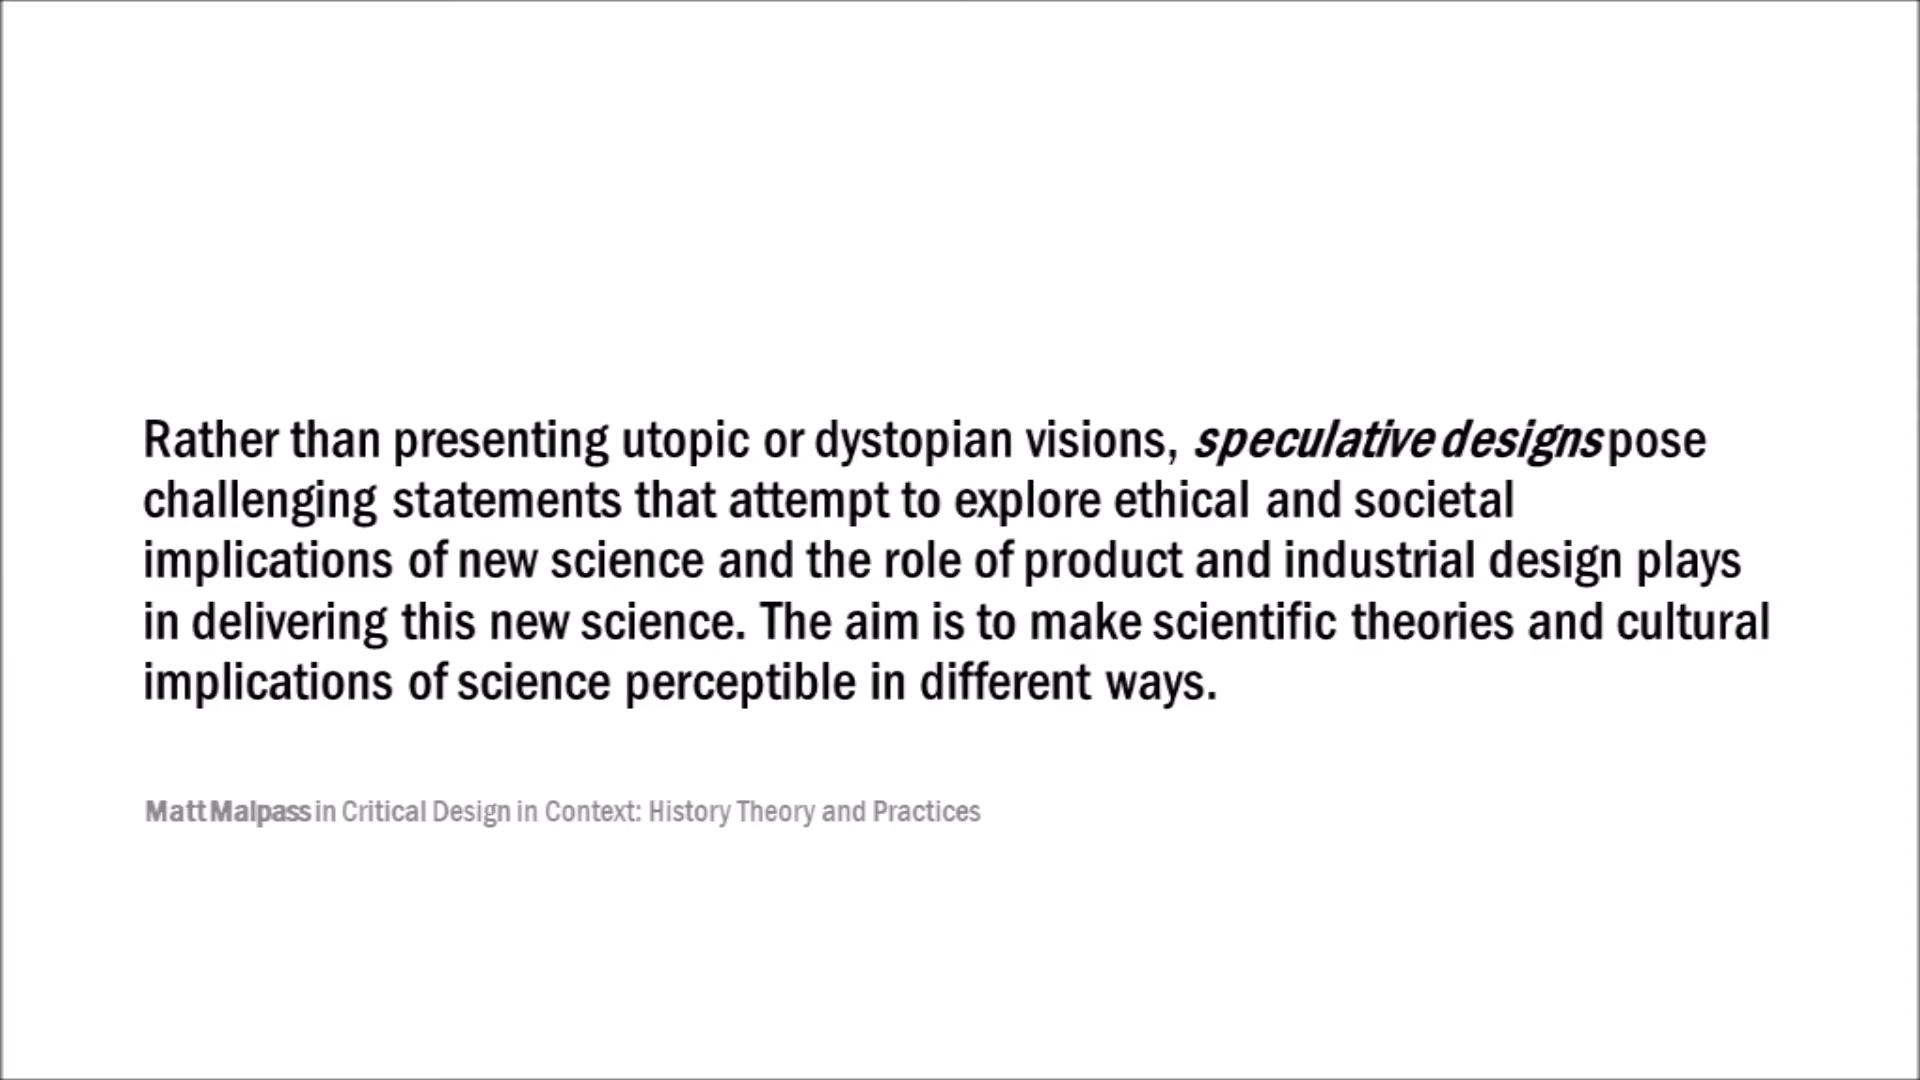 Rather than presenting utopic or dystopian visions, speculative designs pose
challenging statements that attempt to explore ethical and societal
implications of new science and the role of product and industrial design plays
in delivering this new science. The aim is to make scientific theories and cultural
implications of science perceptible in different ways.
Matt Malpass in Critical Design in Context: History Theory and Practices